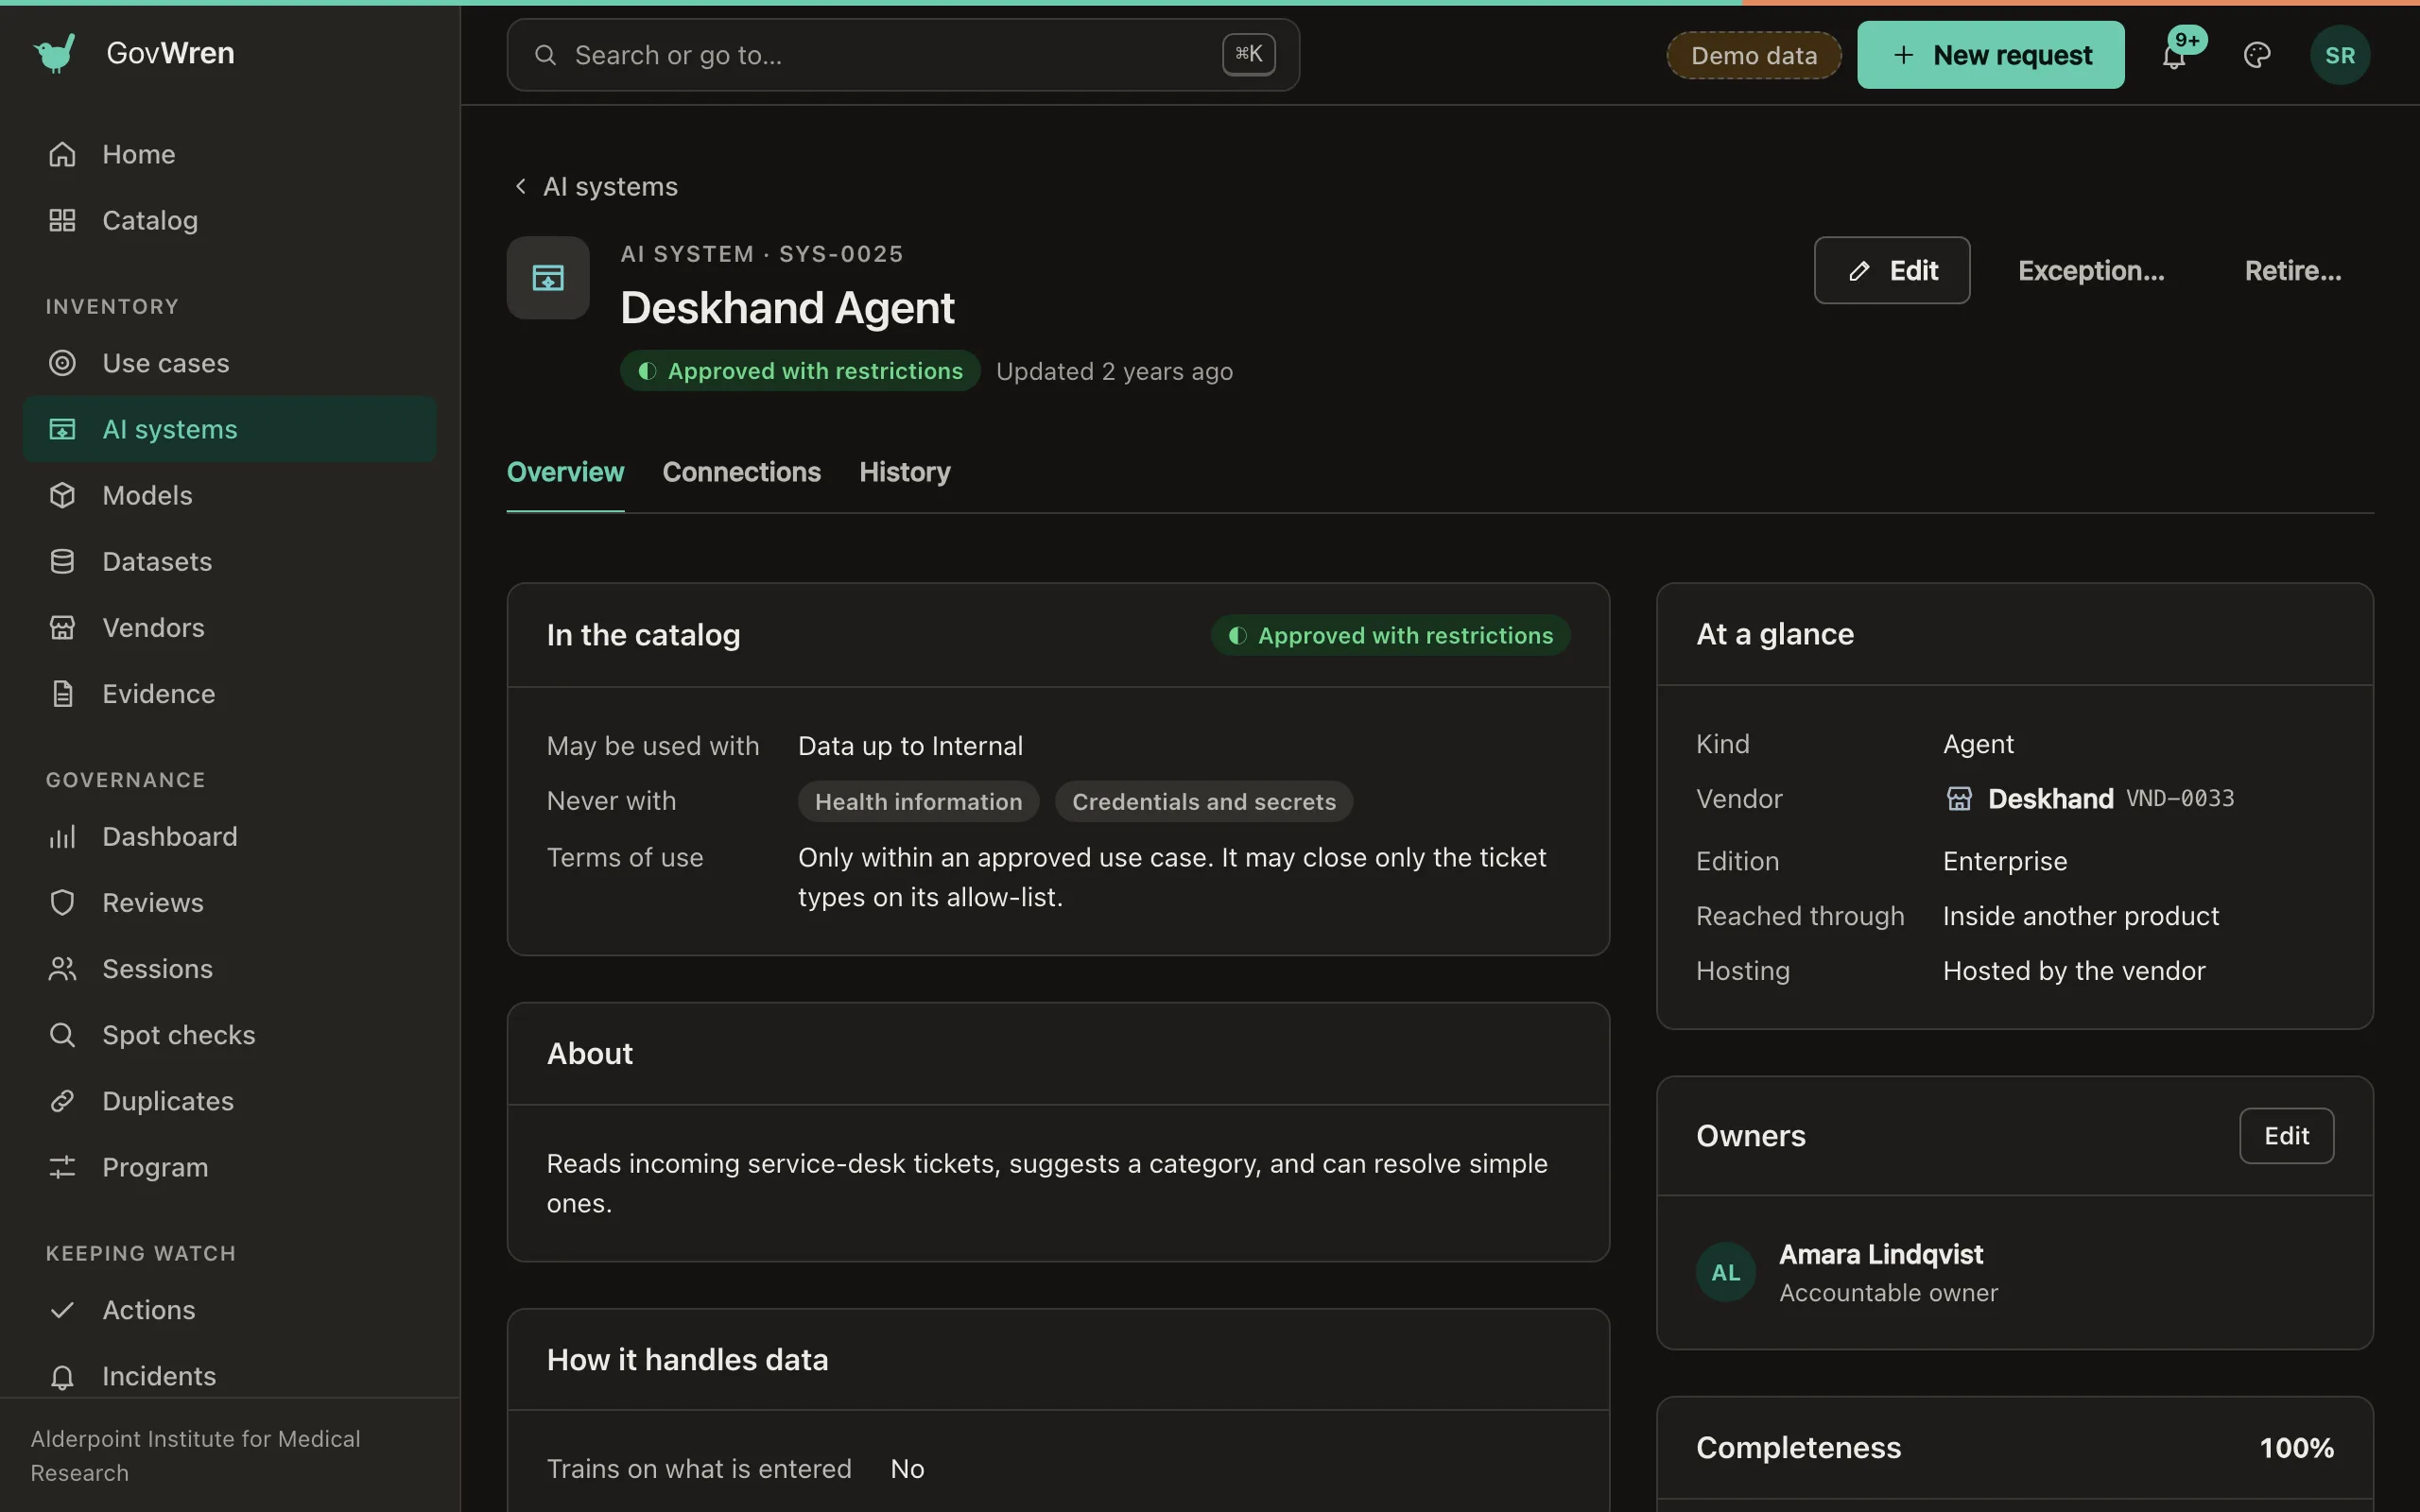 GovWren
Search or go to...
⌘K
Demo data
+ New request
9+
SR
Home
Catalog
INVENTORY
Use cases
AI systems
Models
Datasets
Vendors
Evidence
GOVERNANCE
Dashboard
Reviews
Sessions
Spot checks
Duplicates
Program
KEEPING WATCH
Actions
Incidents
Alderpoint Institute for Medical
Research
AI systems
AI SYSTEM · SYS-0025
Deskhand Agent
Approved with restrictions
Updated 2 years ago
Edit
Exception...
Retire...
Overview
Connections
History
In the catalog
Approved with restrictions
May be used with Data up to Internal
Never with Health information Credentials and secrets
Terms of use Only within an approved use case. It may close only the ticket
types on its allow-list.
About
Reads incoming service-desk tickets, suggests a category, and can resolve simple
ones.
How it handles data
Trains on what is entered No
At a glance
Kind Agent
Vendor Deskhand VND-0033
Edition Enterprise
Reached through Inside another product
Hosting Hosted by the vendor
Owners
Edit
AL
Amara Lindqvist
Accountable owner
Completeness 100%